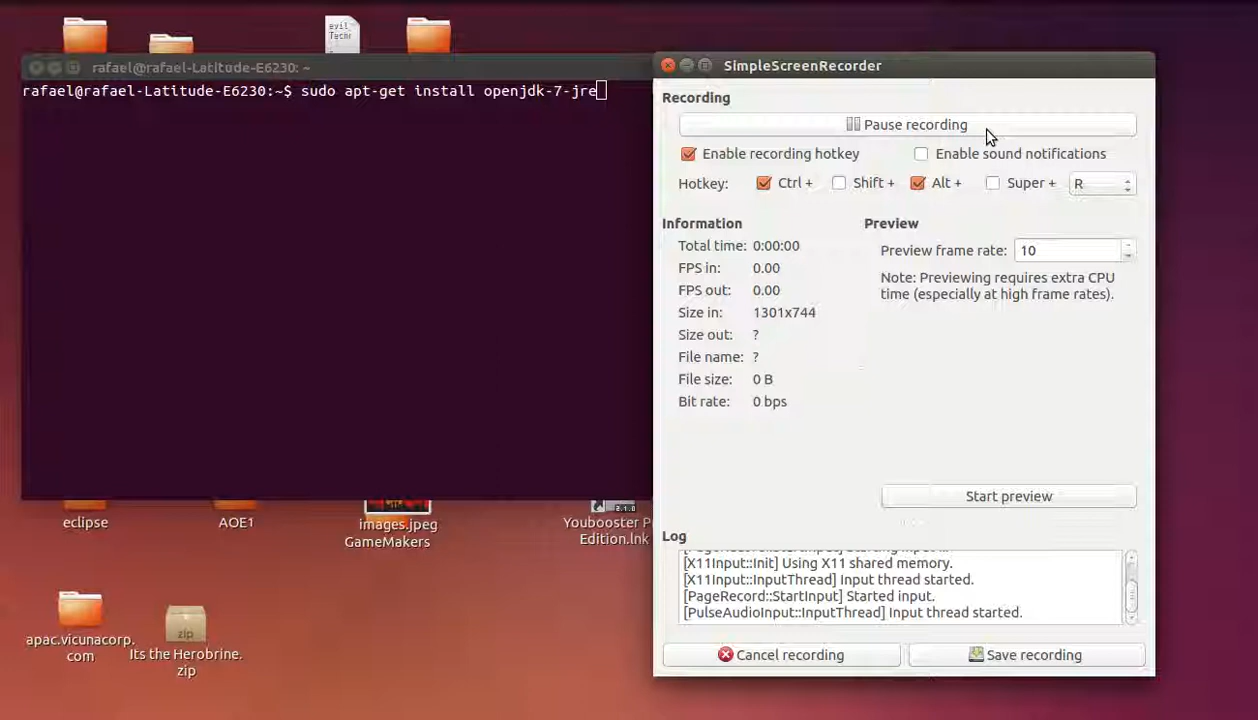 evil_
Techr
rafael@rafael-Latitude-E6230: ~
rafael@rafael-Latitude-E6230:~$ sudo apt-get install openjdk-7-jre
SimpleScreenRecorder
Recording
Pause recording
Enable recording hotkey
Enable sound notifications
Hotkey: Ctrl + Shift + Alt + Super + R
Information
Total time: 0:00:00
FPS in: 0.00
FPS out: 0.00
Size in: 1301x744
Size out: ?
File name: ?
File size: 0 B
Bit rate: 0 bps
Preview
Preview frame rate: 10
Note: Previewing requires extra CPU
time (especially at high frame rates).
Start preview
Log
[X11Input::Init] Using X11 shared memory.
[X11Input::InputThread] Input thread started.
[PageRecord::StartInput] Started input.
[PulseAudioInput::InputThread] Input thread started.
Cancel recording
Save recording
eclipse
AOE1
images.jpeg
GameMakers
Youbooster P
Edition.lnk
apac.vicunacorp.
com
zip
Its the Herobrine.
zip